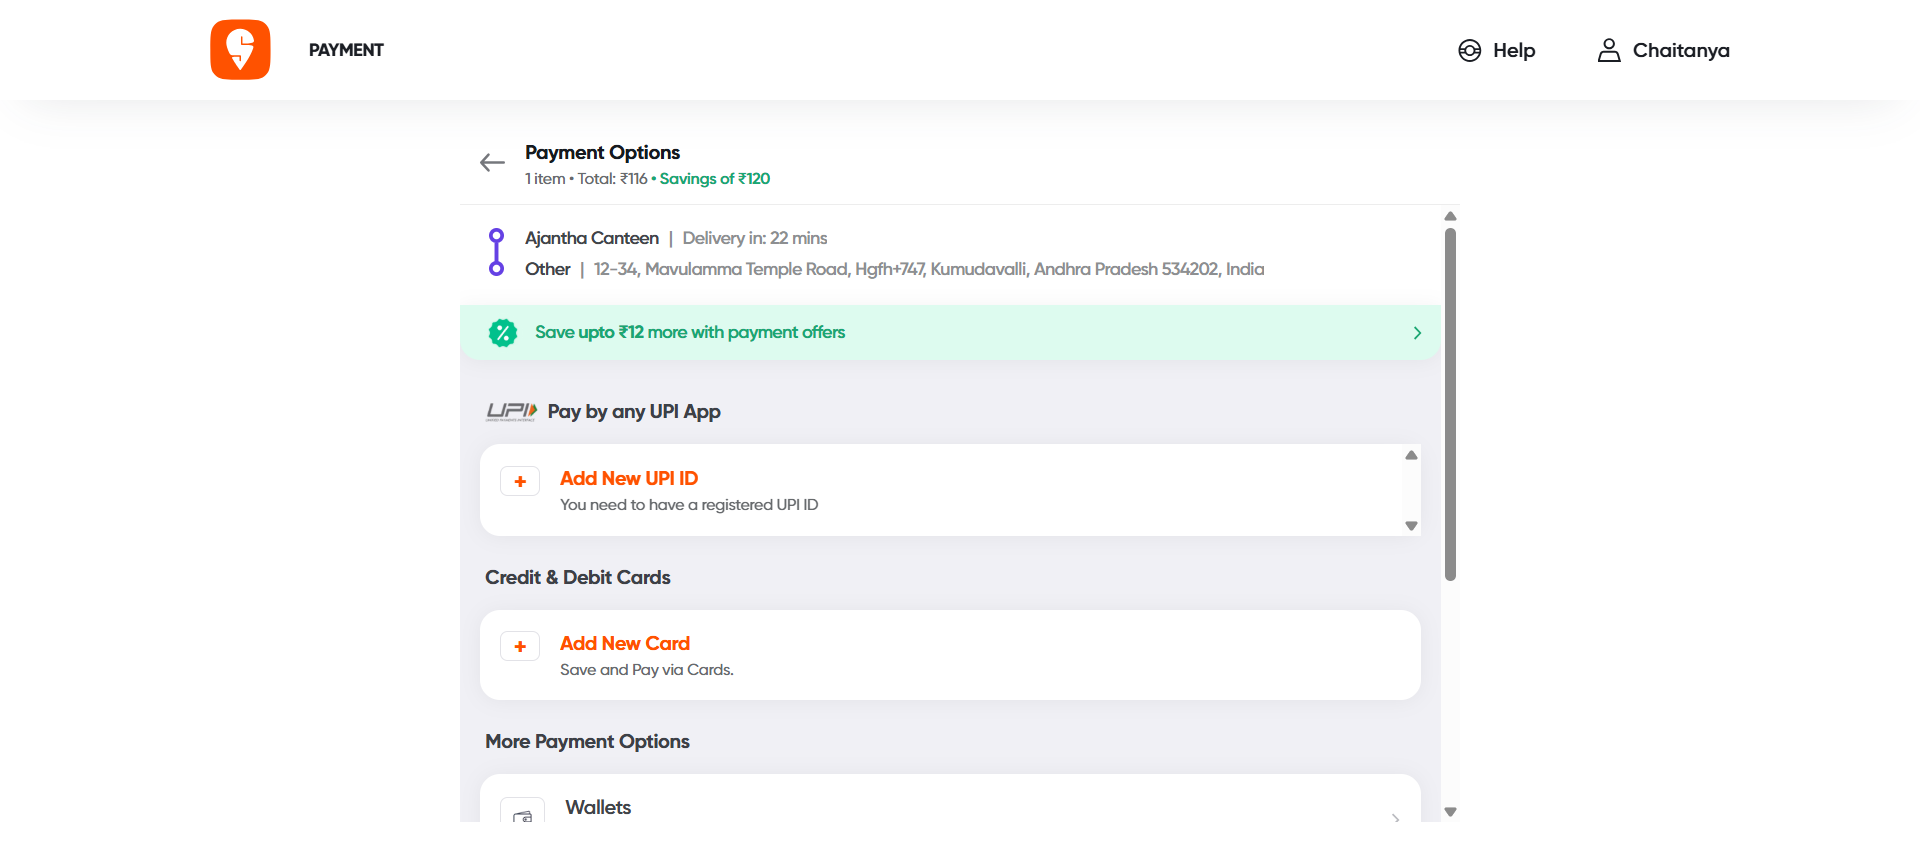 PAYMENT
Help
Chaitanya
Payment Options
1 item • Total: ₹116 • Savings of ₹120
Ajantha Canteen | Delivery in: 22 mins
Other | 12-34, Mavulamma Temple Road, Hgfh+747, Kumudavalli, Andhra Pradesh 534202, India
Save upto ₹12 more with payment offers
UPI Pay by any UPI App
Add New UPI ID
You need to have a registered UPI ID
Credit & Debit Cards
Add New Card
Save and Pay via Cards.
More Payment Options
Wallets